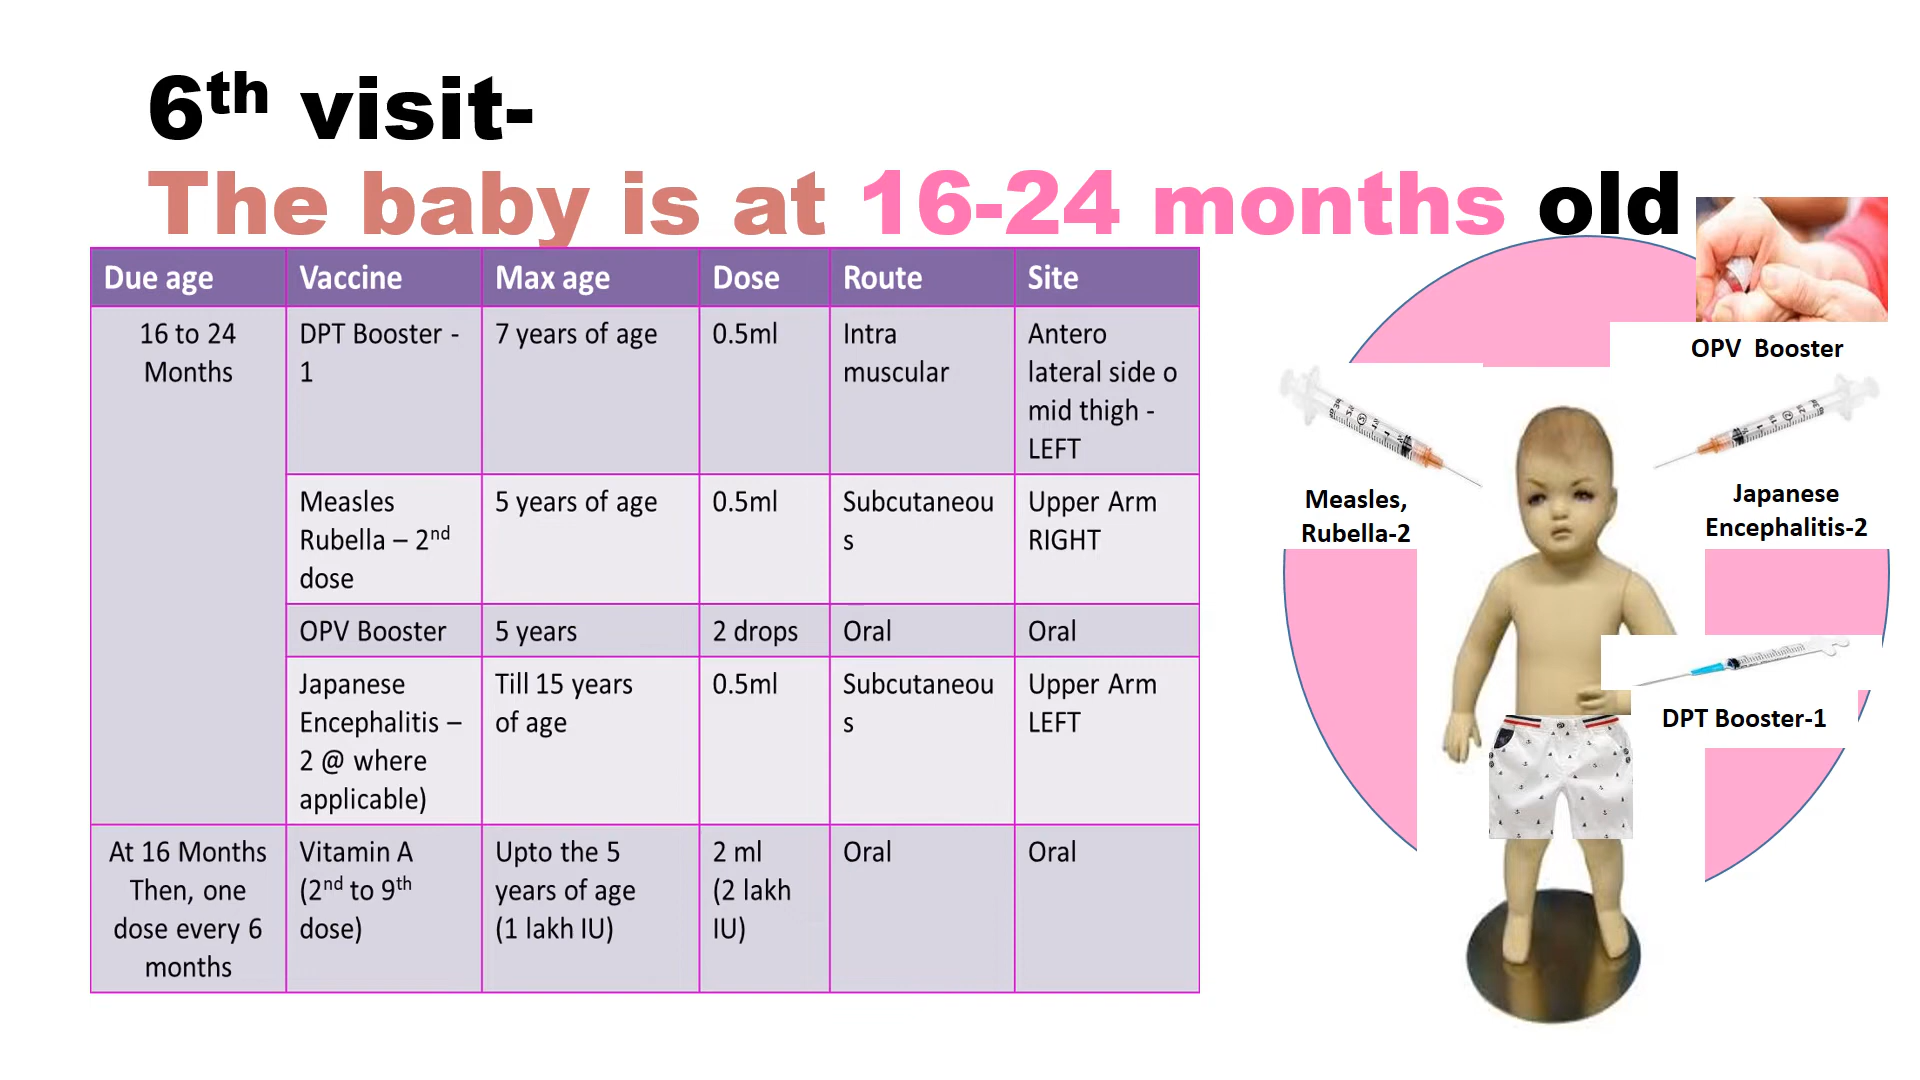 6th visit-
The baby is at 16-24 months old
Due age Vaccine Max age Dose Route Site
16 to 24
Months
DPT Booster -
1
7 years of age
0.5ml
Intra
muscular
Antero
lateral side o
mid thigh -
LEFT
Measles
Rubella – 2nd
dose
5 years of age
0.5ml
Subcutaneou
s
Upper Arm
RIGHT
OPV Booster
5 years
2 drops
Oral
Oral
Japanese
Encephalitis –
2 @ where
applicable)
Till 15 years
of age
0.5ml
Subcutaneou
s
Upper Arm
LEFT
At 16 Months
Then, one
dose every 6
months
Vitamin A
(2nd to 9th
dose)
Upto the 5
years of age
(1 lakh IU)
2 ml
(2 lakh
IU)
Oral
Oral
OPV Booster
Measles,
Rubella-2
Japanese
Encephalitis-2
DPT Booster-1